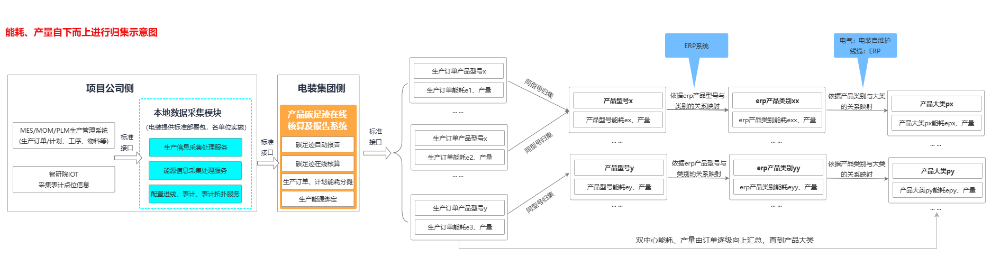 能耗、产量自下而上进行归集示意图
项目公司侧
MES/MOM/PLM生产管理系统
(生产订单/计划、工序、物料等)
智研院IOT
采集表计点位信息
标准
接口
本地数据采集模块
(电装提供标准部署包，各单位实施)
生产信息采集处理服务
能源信息采集处理服务
配置进线、表计、表计拓扑服务
标准
接口
电装集团侧
产品碳足迹在线
核算及报告系统
碳足迹自动报告
碳足迹在线核算
生产订单、计划能耗分摊
生产能源绑定
标准
接口
生产订单产品型号x
生产订单能耗e1、产量
... ...
生产订单产品型号x
生产订单能耗e2、产量
... ...
生产订单产品型号y
生产订单能耗e3、产量
同型号归集
同型号归集
同型号归集
产品型号x
产品型号能耗ex、产量
... ...
产品型号y
产品型号能耗ey、产量
... ...
ERP系统
依据erp产品型号与
类别的关系映射
依据erp产品型号与
类别的关系映射
erp产品类别xx
erp产品类别能耗exx、产量
... ...
erp产品类别yy
erp产品类别能耗eyy、产量
... ...
电气：电装自维护
线缆：ERP
依据产品类别与大类
的关系映射
依据产品类别与大类
的关系映射
产品大类px
产品大类px能耗epx、产量
... ...
产品大类py
产品大类py能耗epy、产量
... ...
双中心能耗、产量由订单逐级向上汇总，直到产品大类